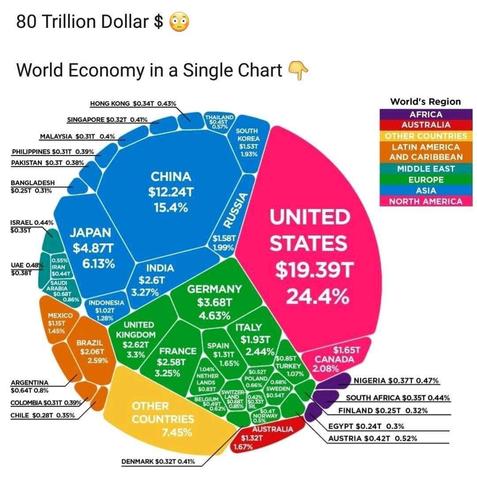 80 Trillion Dollar $ 😳
World Economy in a Single Chart 👇
World's Region
AFRICA
AUSTRALIA
OTHER COUNTRIES
LATIN AMERICA
AND CARIBBEAN
MIDDLE EAST
EUROPE
ASIA
NORTH AMERICA
HONG KONG $0.34T 0.43%
SINGAPORE $0.32T 0.41%
MALAYSIA $0.31T 0.4%
PHILIPPINES $0.31T 0.39%
PAKISTAN $0.3T 0.38%
BANGLADESH
$0.25T 0.31%
ISRAEL 0.44%
$0.35T
UAE 0.48%
$0.38T
THAILAND
$0.45T
0.57%
SOUTH
KOREA
$1.53T
1.93%
CHINA
$12.24T
15.4%
RUSSIA
$1.58T
1.99%
UNITED
STATES
$19.39T
24.4%
JAPAN
$4.87T
6.13%
INDIA
$2.6T
3.27%
INDONESIA
$1.02T
1.28%
0.55%
IRAN
$0.44T
SAUDI
ARABIA
$0.68T
0.86%
MEXICO
$1.15T
1.45%
BRAZIL
$2.06T
2.59%
GERMANY
$3.68T
4.63%
UNITED
KINGDOM
$2.62T
3.3%
FRANCE
$2.58T
3.25%
SPAIN
$1.31T
1.65%
ITALY
$1.93T
2.44%
1.04%
NETHER
LANDS
$0.83T
$0.52T
POLAND
0.66%
$0.85T
TURKEY
1.07%
0.68%
SWEDEN
$0.54T
BELGIUM
$0.49T
0.62%
SWITZER
LAND
$0.68T
0.85%
0.42%
$0.4T
NORWAY
0.5%
$1.65T
CANADA
2.08%
ARGENTINA
$0.64T 0.8%
COLOMBIA $0.31T 0.39%
CHILE $0.28T 0.35%
OTHER
COUNTRIES
7.45%
AUSTRALIA
$1.32T
1.67%
DENMARK $0.32T 0.41%
NIGERIA $0.37T 0.47%
SOUTH AFRICA $0.35T 0.44%
FINLAND $0.25T 0.32%
EGYPT $0.24T 0.3%
AUSTRIA $0.42T 0.52%